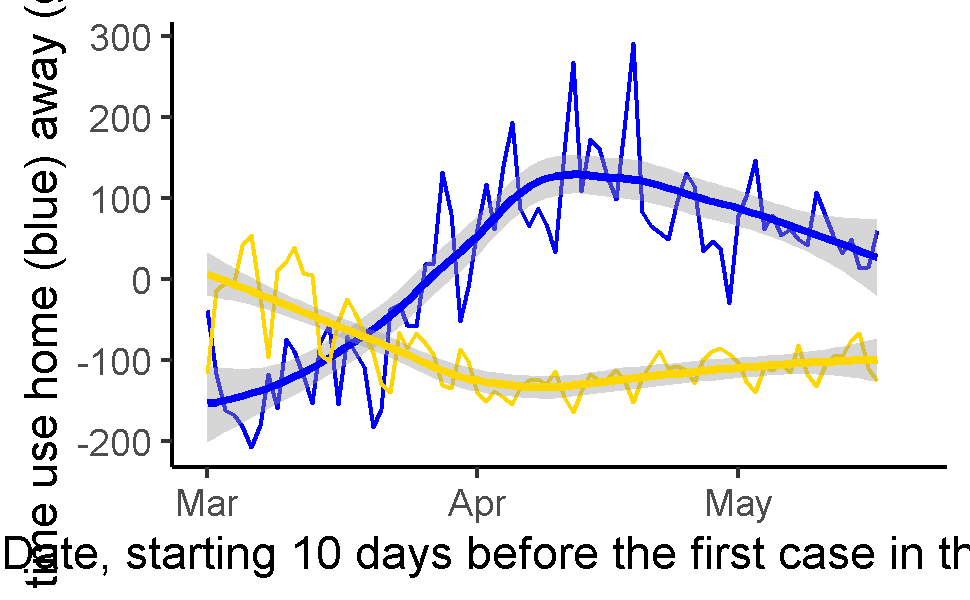 time use home (blue) away (
300
200
100
0
-100
-200
Mar Apr May
Date, starting 10 days before the first case in th